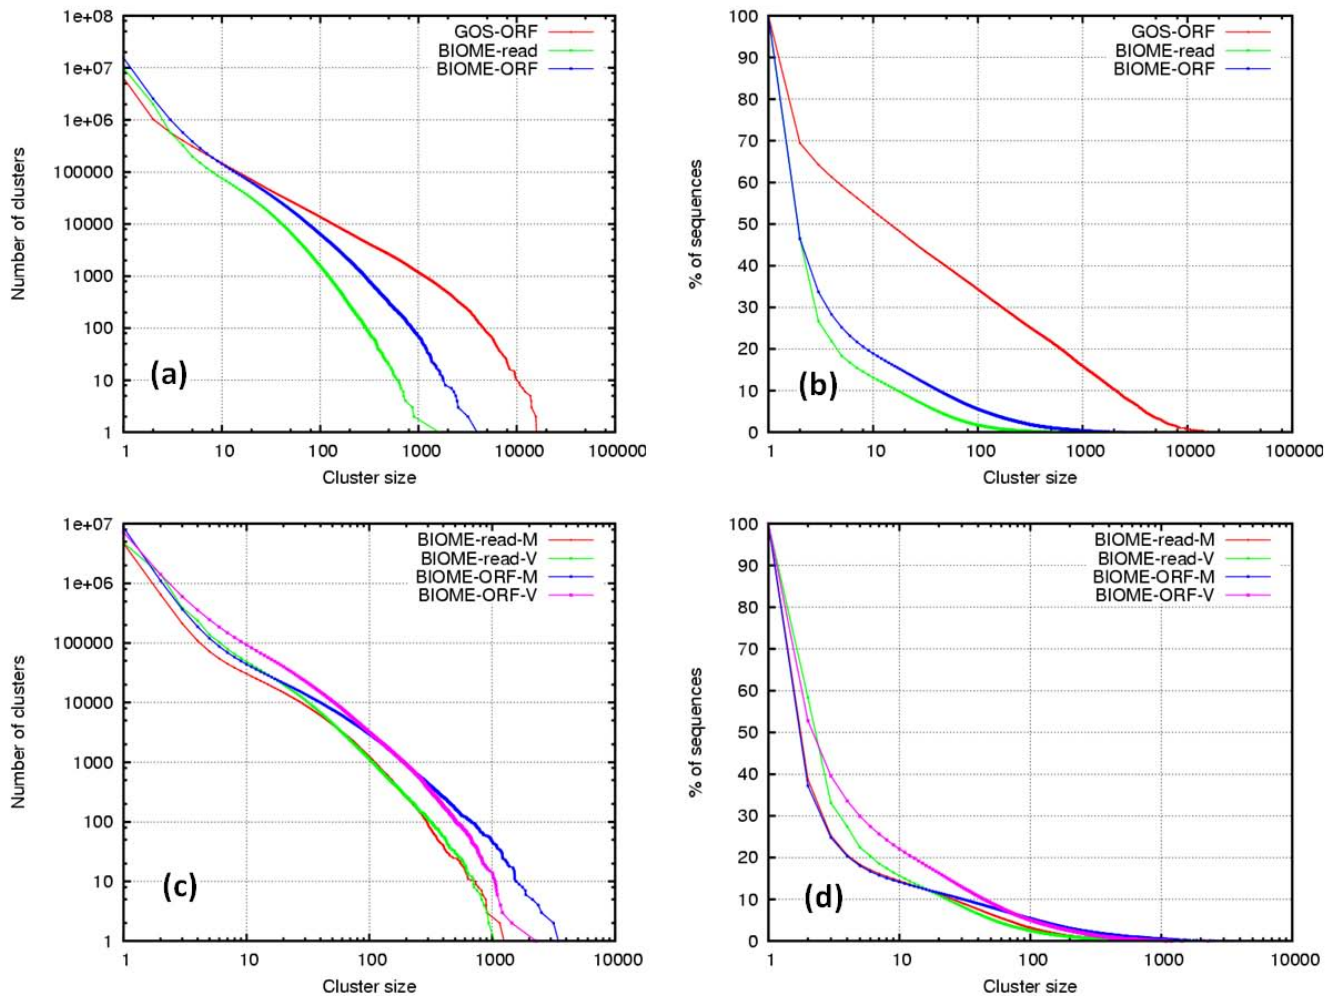 1e+08
1e+07
1e+06
100000
10000
1000
100
10
1
Number of clusters
GOS-ORF
BIOME-read
BIOME-ORF
(a)
1 10 100 1000 10000 100000
Cluster size
100
90
80
70
60
50
40
30
20
10
0
% of sequences
GOS-ORF
BIOME-read
BIOME-ORF
(b)
1 10 100 1000 10000 100000
Cluster size
1e+07
1e+06
100000
10000
1000
100
10
1
Number of clusters
BIOME-read-M
BIOME-read-V
BIOME-ORF-M
BIOME-ORF-V
(c)
1 10 100 1000 10000
Cluster size
100
90
80
70
60
50
40
30
20
10
0
% of sequences
BIOME-read-M
BIOME-read-V
BIOME-ORF-M
BIOME-ORF-V
(d)
1 10 100 1000 10000
Cluster size